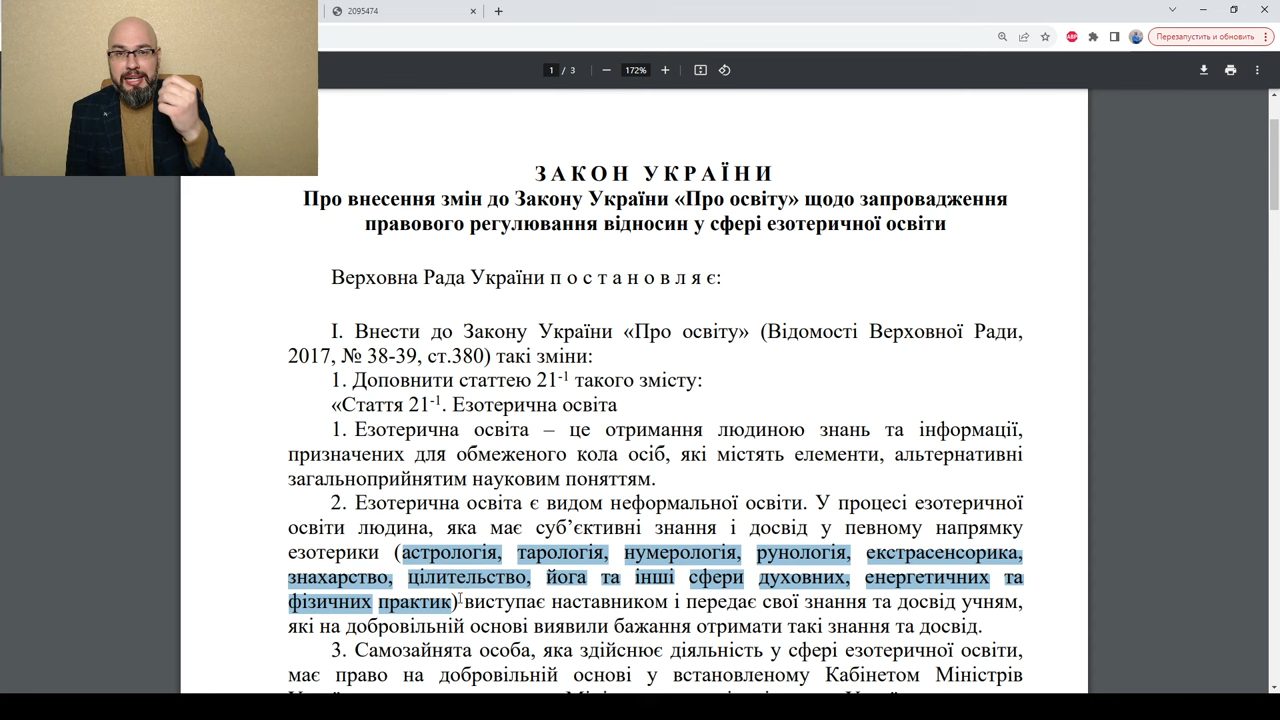 2095474
Перезапустить и обновить
1 / 3
172%
З А К О Н У К Р А Ї Н И
Про внесення змін до Закону України «Про освіту» щодо запровадження
правового регулювання відносин у сфері езотеричної освіти
Верховна Рада України п о с т а н о в л я є:
I. Внести до Закону України «Про освіту» (Відомості Верховної Ради,
2017, № 38-39, ст.380) такі зміни:
1. Доповнити статтею 21-1 такого змісту:
«Стаття 21-1. Езотерична освіта
1. Езотерична освіта – це отримання людиною знань та інформації,
призначених для обмеженого кола осіб, які містять елементи, альтернативні
загальноприйнятим науковим поняттям.
2. Езотерична освіта є видом неформальної освіти. У процесі езотеричної
освіти людина, яка має суб’єктивні знання і досвід у певному напрямку
езотерики (астрологія, тарологія, нумерологія, рунологія, екстрасенсорика,
знахарство, цілительство, йога та інші сфери духовних, енергетичних та
фізичних практик) виступає наставником і передає свої знання та досвід учням,
які на добровільній основі виявили бажання отримати такі знання та досвід.
3. Самозайнята особа, яка здійснює діяльність у сфері езотеричної освіти,
має право на добровільній основі у встановленому Кабінетом Міністрів